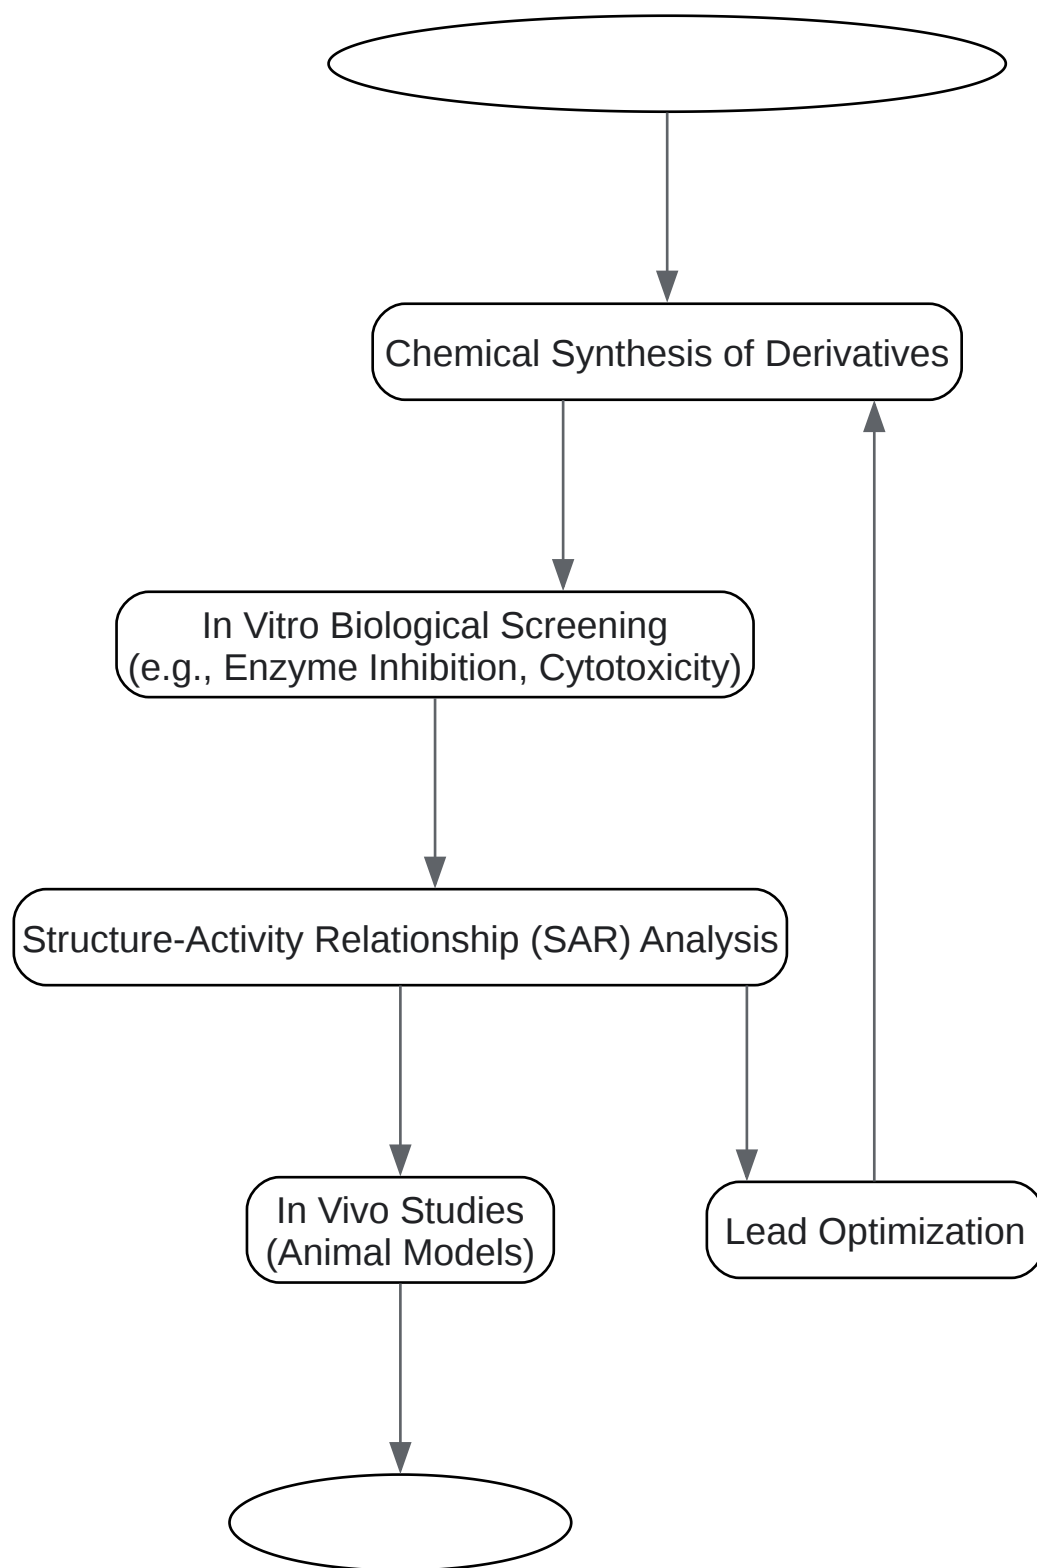 Chemical Synthesis of Derivatives
In Vitro Biological Screening
(e.g., Enzyme Inhibition, Cytotoxicity)
Structure-Activity Relationship (SAR) Analysis
In Vivo Studies
(Animal Models)
Lead Optimization